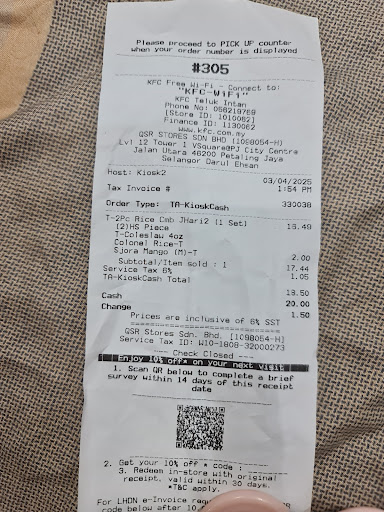 Please proceed to PICK UP counter
when your order number is displayed
#305
KFC Free Wi-Fi - Connect to:
"KFC-WiFi"
KFC Teluk Intan
Phone No: 056219769
[Store ID: 1010062]
Finance ID: 1130062
www.kfc.com.my
QSR STORES SDN BHD (1098054-H)
Lvl 12 Tower 1 VSquare@PJ City Centre
Jalan Utara 46200 Petaling Jaya
Selangor Darul Ehsan
Host: Kiosk2
03/04/2025
Tax Invoice # 1:54 PM
Order Type: TA-KioskCash 330038
T-2Pc Rice Cmb JHari2 (1 Set) 16.49
(2)HS Piece
T-Coleslaw 4oz
Colonel Rice-T
Sjora Mango (M)-T 2.00
Subtotal/Item sold : 1 17.44
Service Tax 6% 1.05
TA-KioskCash Total
18.50
Cash 20.00
Change 1.50
Prices are inclusive of 6% SST
QSR Stores Sdn. Bhd. [1098054-H]
Service Tax ID: W10-1808-32000273
--- Check Closed ---
Enjoy 10% off* on your next visit
1. Scan QR below to complete a brief
survey within 14 days of this receipt
date
2. Get your 10% off * code :
3. Redeem in-store with original
receipt, valid within 30 days.
*T&C apply.
For LHDN e-Invoice
code below after 10